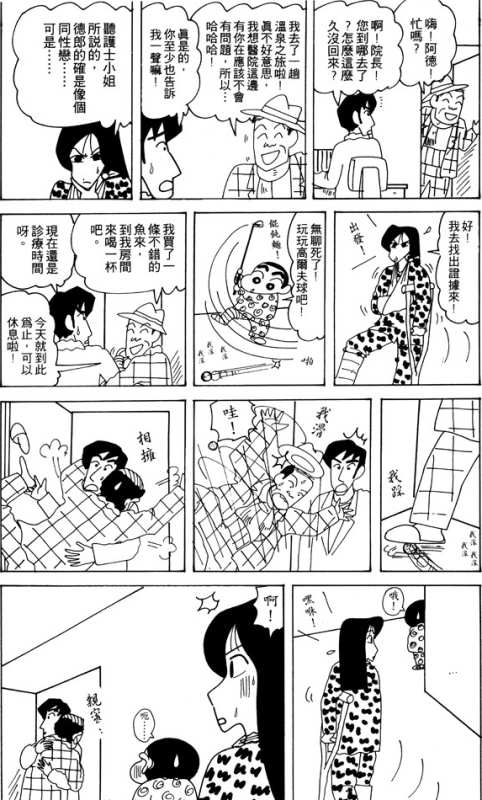 嗨！阿德！
忙嗎？
啊！院長！
您到哪去了
？怎麼這麼
久沒回來？
我去了一趟
溫泉之旅啦！
真不好意思，
我想醫院這邊
有你在應該不會
有問題，所以…
哈哈哈！
真是的，
你至少也告訴
我一聲嘛！
聽護士小姐
所說的，
德郎的確是像個
同性戀……
可是……
好！
我去找出證據來！
出發！
無聊死了！
玩玩高爾夫球吧！
我買了一
條不錯的
魚來，
到我房間
來喝一杯
吧。
現在還是
診療時間
呀。
今天就到此
為止，可以
休息啦！
我踩
我滑
哇！
相擁
哦！
嘿咻！
啊！
哎…
親密…